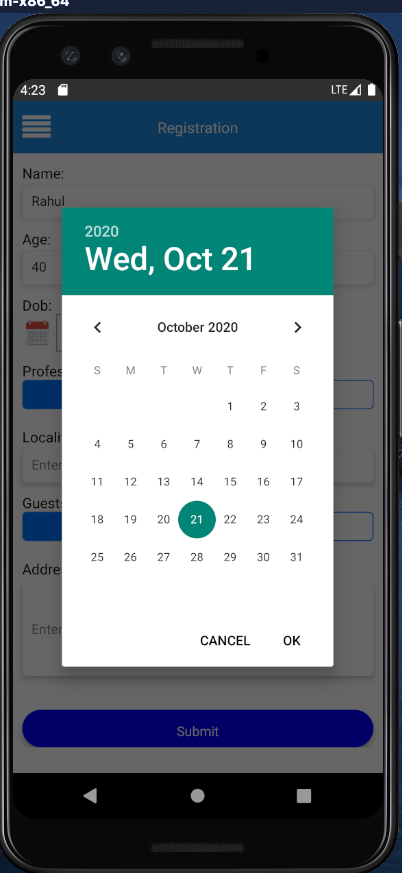 m-x86_64
4:23
LTE
Registration
Name:
Rahul
Age:
40
Dob:
2020
Wed, Oct 21
October 2020
S M T W T F S
1 2 3
4 5 6 7 8 9 10
11 12 13 14 15 16 17
18 19 20 21 22 23 24
25 26 27 28 29 30 31
CANCEL OK
Profes
Locali
Enter
Guest
Addre
Enter
Submit